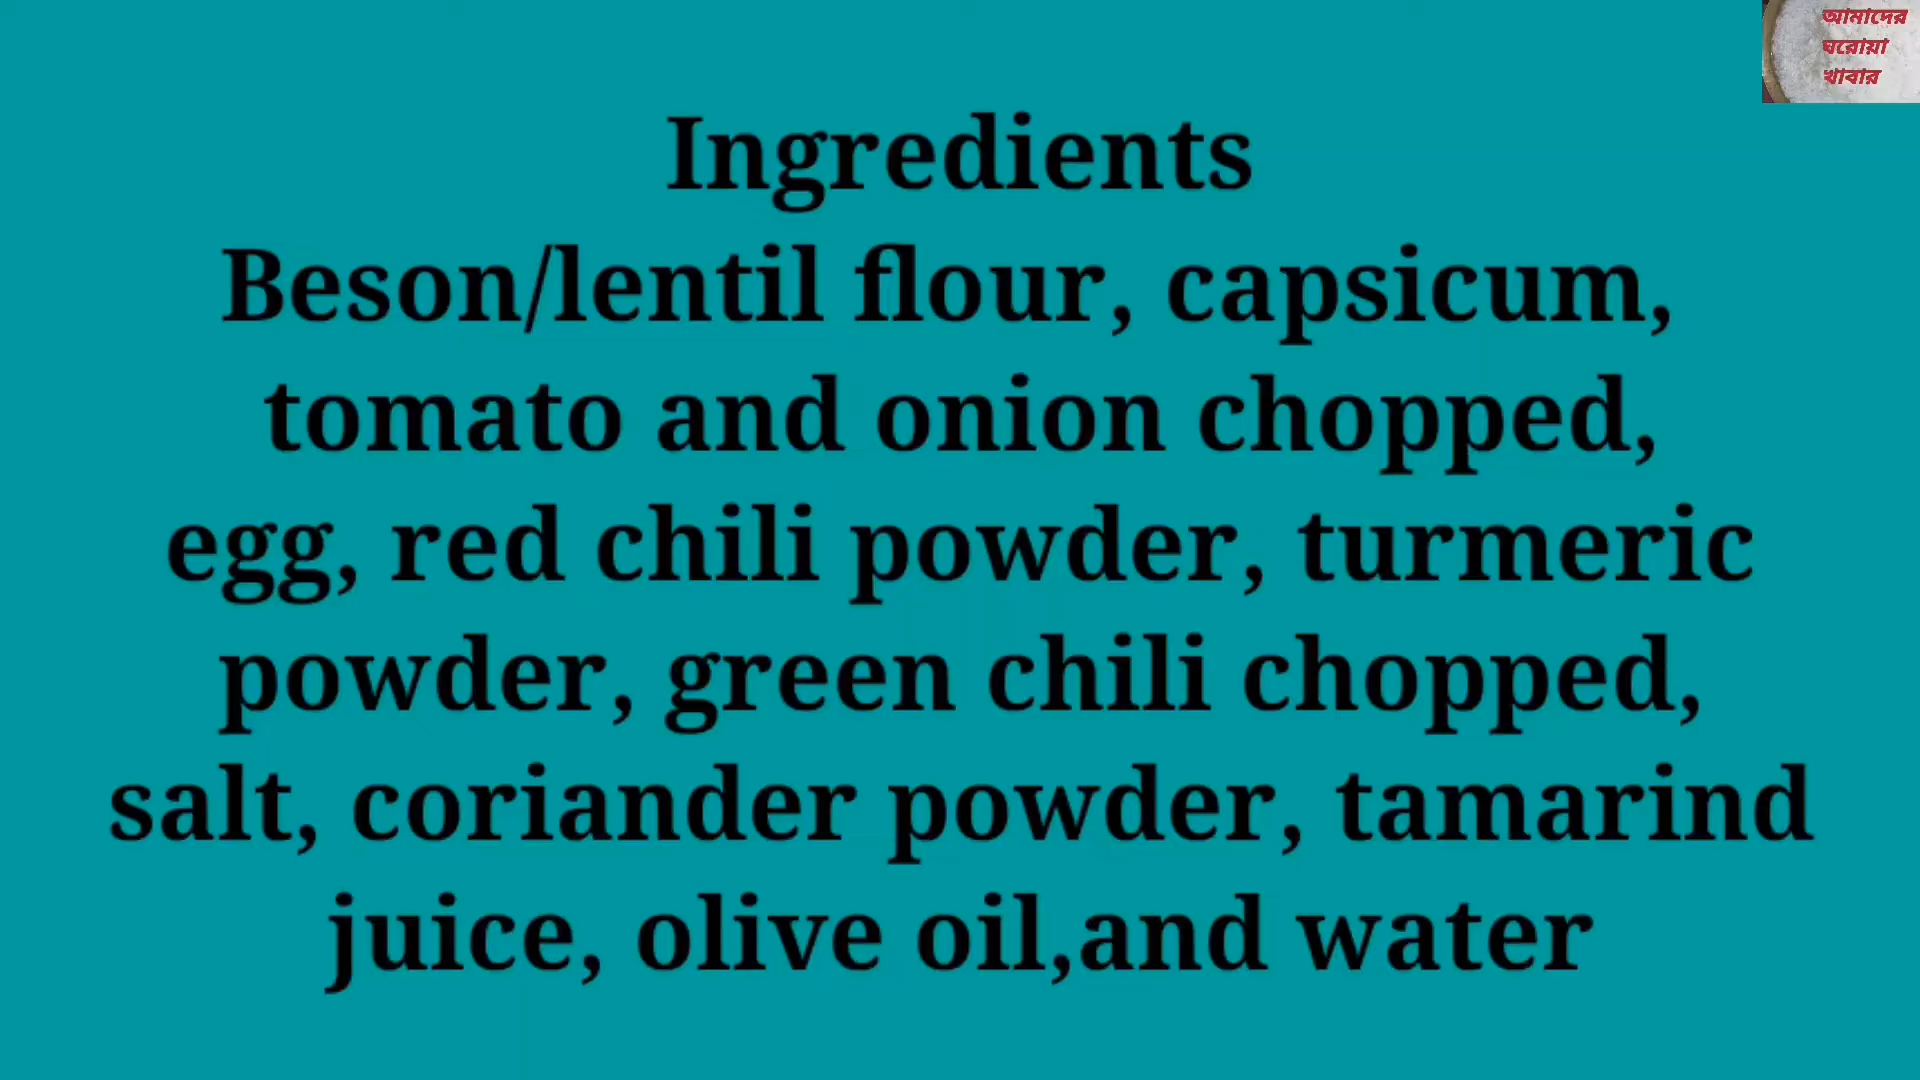 আমাদের
ঘরোয়া
খাবার
Ingredients
Beson/lentil flour, capsicum,
tomato and onion chopped,
egg, red chili powder, turmeric
powder, green chili chopped,
salt, coriander powder, tamarind
juice, olive oil,and water